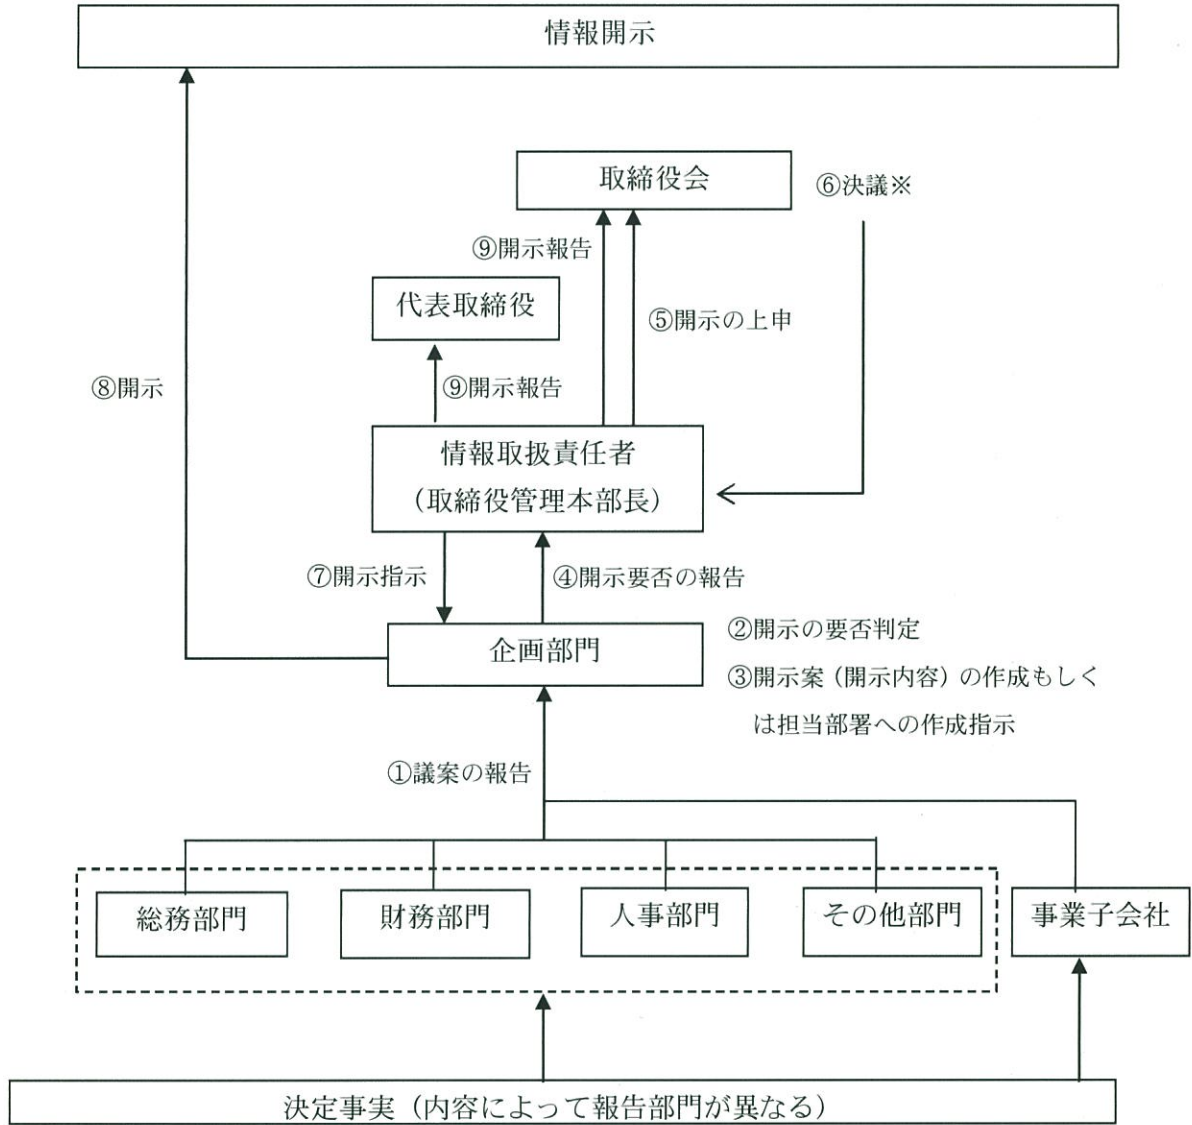 情報開示
取締役会
⑥決議※
⑨開示報告
代表取締役
⑤開示の上申
⑧開示
⑨開示報告
情報取扱責任者
（取締役管理本部長）
⑦開示指示
④開示要否の報告
企画部門
②開示の要否判定
③開示案（開示内容）の作成もしく
は担当部署への作成指示
①議案の報告
総務部門
財務部門
人事部門
その他部門
事業子会社
決定事実（内容によって報告部門が異なる）